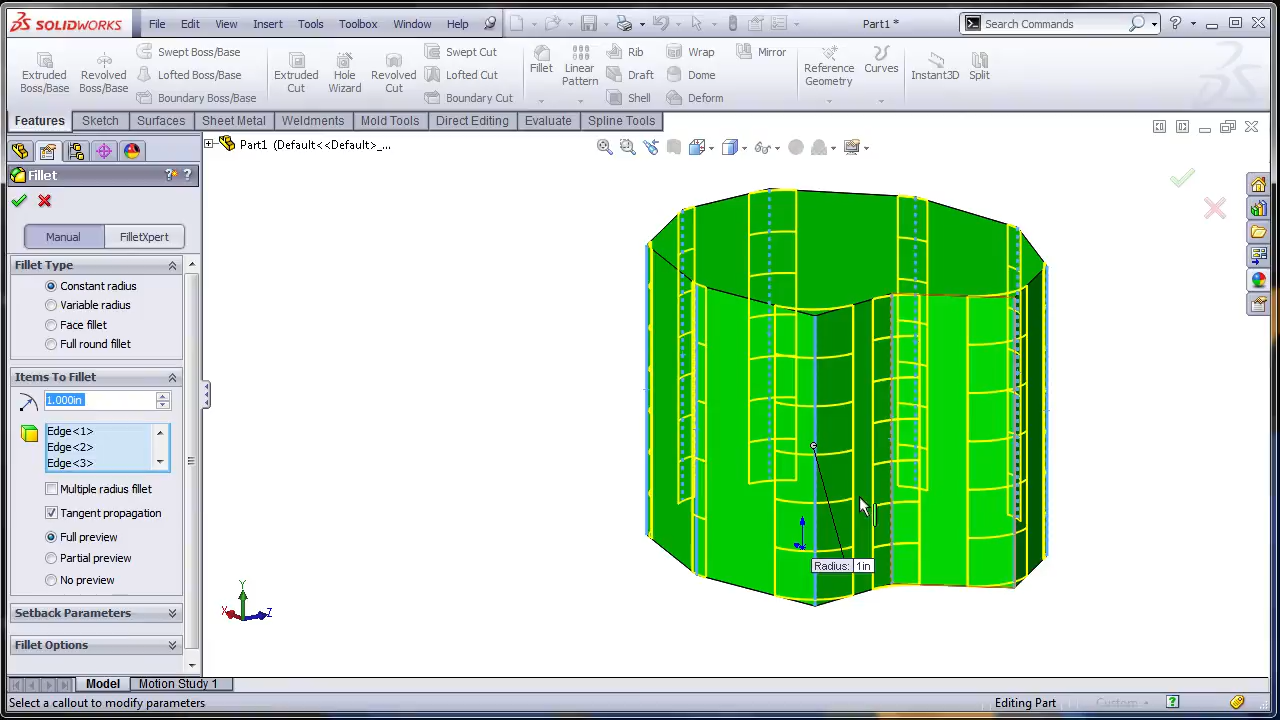 SOLIDWORKS File Edit View Insert Tools Toolbox Window Help Part1 * Search Commands
Extruded Boss/Base
Revolved Boss/Base
Swept Boss/Base
Lofted Boss/Base
Boundary Boss/Base
Extruded Cut
Hole Wizard
Revolved Cut
Swept Cut
Lofted Cut
Boundary Cut
Fillet
Linear Pattern
Rib
Draft
Shell
Wrap
Dome
Deform
Mirror
Reference Geometry
Curves
Instant3D
Split
Features Sketch Surfaces Sheet Metal Weldments Mold Tools Direct Editing Evaluate Spline Tools
Part1 (Default<<Default>_...
Fillet
Manual FilletXpert
Fillet Type
Constant radius
Variable radius
Face fillet
Full round fillet
Items To Fillet
1.000in
Edge<1>
Edge<2>
Edge<3>
Multiple radius fillet
Tangent propagation
Full preview
Partial preview
No preview
Setback Parameters
Fillet Options
Radius: 1in
Y
X
Z
Model Motion Study 1
Select a callout to modify parameters Editing Part Custom